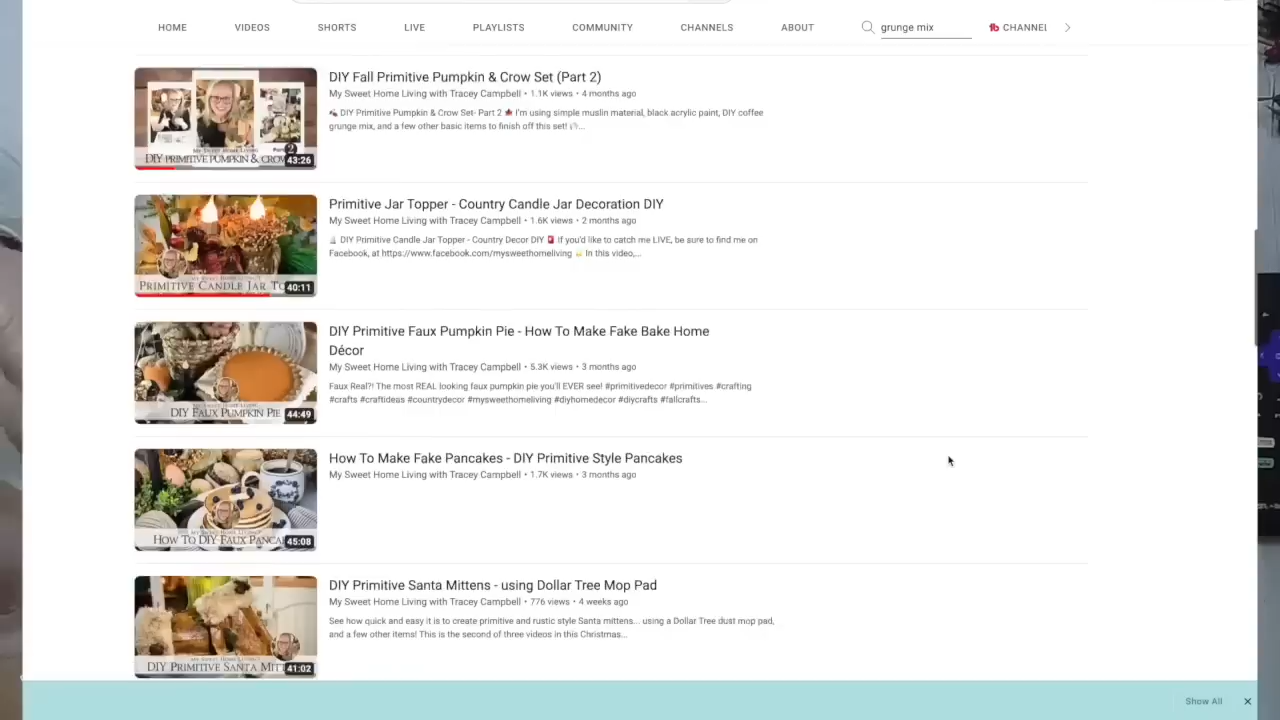 HOME VIDEOS SHORTS LIVE PLAYLISTS COMMUNITY CHANNELS ABOUT grunge mix CHANNEL
DIY Fall Primitive Pumpkin & Crow Set (Part 2)
My Sweet Home Living with Tracey Campbell • 1.1K views • 4 months ago
DIY Primitive Pumpkin & Crow Set- Part 2 🍁 I'm using simple muslin material, black acrylic paint, DIY coffee
grunge mix, and a few other basic items to finish off this set! ...
DIY PRIMITIVE PUMPKIN & CROW
43:26
Primitive Jar Topper - Country Candle Jar Decoration DIY
My Sweet Home Living with Tracey Campbell • 1.6K views • 2 months ago
DIY Primitive Candle Jar Topper - Country Decor DIY If you'd like to catch me LIVE, be sure to find me on
Facebook, at https://www.facebook.com/mysweethomeliving In this video,...
PRIMITIVE CANDLE JAR TO
40:11
DIY Primitive Faux Pumpkin Pie - How To Make Fake Bake Home
Décor
My Sweet Home Living with Tracey Campbell • 5.3K views • 3 months ago
Faux Real?! The most REAL looking faux pumpkin pie you'll EVER see! #primitivedecor #primitives #crafting
#crafts #craftideas #countrydecor #mysweethomeliving #diyhomedecor #diycrafts #fallcrafts...
DIY FAUX PUMPKIN PIE
44:49
How To Make Fake Pancakes - DIY Primitive Style Pancakes
My Sweet Home Living with Tracey Campbell • 1.7K views • 3 months ago
HOW TO DIY FAUX PANCA
45:08
DIY Primitive Santa Mittens - using Dollar Tree Mop Pad
My Sweet Home Living with Tracey Campbell • 776 views • 4 weeks ago
See how quick and easy it is to create primitive and rustic style Santa mittens... using a Dollar Tree dust mop pad,
and a few other items! This is the second of three videos in this Christmas...
DIY PRIMITIVE SANTA MITT
41:02
Show All